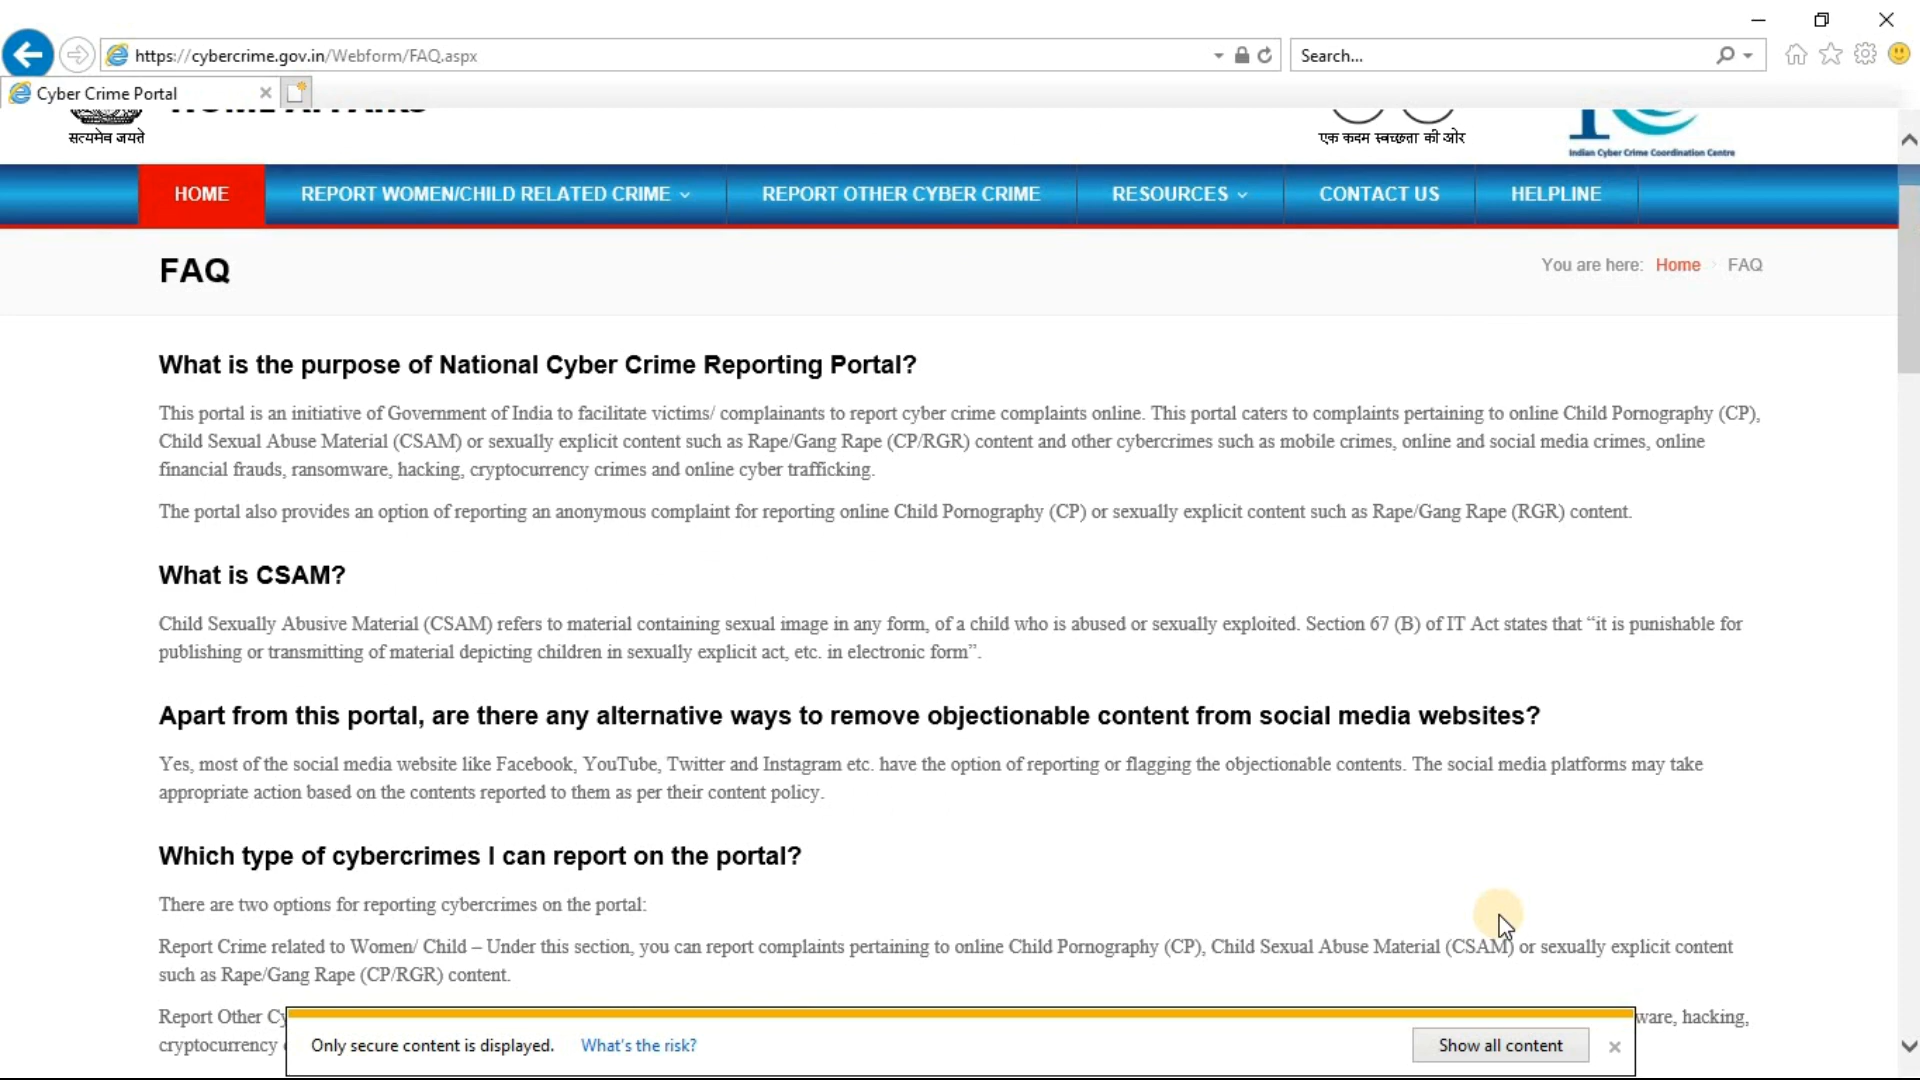 https://cybercrime.gov.in/Webform/FAQ.aspx
Search...
Cyber Crime Portal
सत्यमेव जयते
एक कदम स्वच्छता की ओर
Indian Cyber Crime Coordination Centre
HOME
REPORT WOMEN/CHILD RELATED CRIME
REPORT OTHER CYBER CRIME
RESOURCES
CONTACT US
HELPLINE
FAQ
You are here: Home FAQ
What is the purpose of National Cyber Crime Reporting Portal?
This portal is an initiative of Government of India to facilitate victims/ complainants to report cyber crime complaints online. This portal caters to complaints pertaining to online Child Pornography (CP),
Child Sexual Abuse Material (CSAM) or sexually explicit content such as Rape/Gang Rape (CP/RGR) content and other cybercrimes such as mobile crimes, online and social media crimes, online
financial frauds, ransomware, hacking, cryptocurrency crimes and online cyber trafficking.
The portal also provides an option of reporting an anonymous complaint for reporting online Child Pornography (CP) or sexually explicit content such as Rape/Gang Rape (RGR) content.
What is CSAM?
Child Sexually Abusive Material (CSAM) refers to material containing sexual image in any form, of a child who is abused or sexually exploited. Section 67 (B) of IT Act states that “it is punishable for
publishing or transmitting of material depicting children in sexually explicit act, etc. in electronic form”.
Apart from this portal, are there any alternative ways to remove objectionable content from social media websites?
Yes, most of the social media website like Facebook, YouTube, Twitter and Instagram etc. have the option of reporting or flagging the objectionable contents. The social media platforms may take
appropriate action based on the contents reported to them as per their content policy.
Which type of cybercrimes I can report on the portal?
There are two options for reporting cybercrimes on the portal:
Report Crime related to Women/ Child – Under this section, you can report complaints pertaining to online Child Pornography (CP), Child Sexual Abuse Material (CSAM) or sexually explicit content
such as Rape/Gang Rape (CP/RGR) content.
Report Other hacking,
cryptocurrency
Only secure content is displayed. What's the risk? Show all content